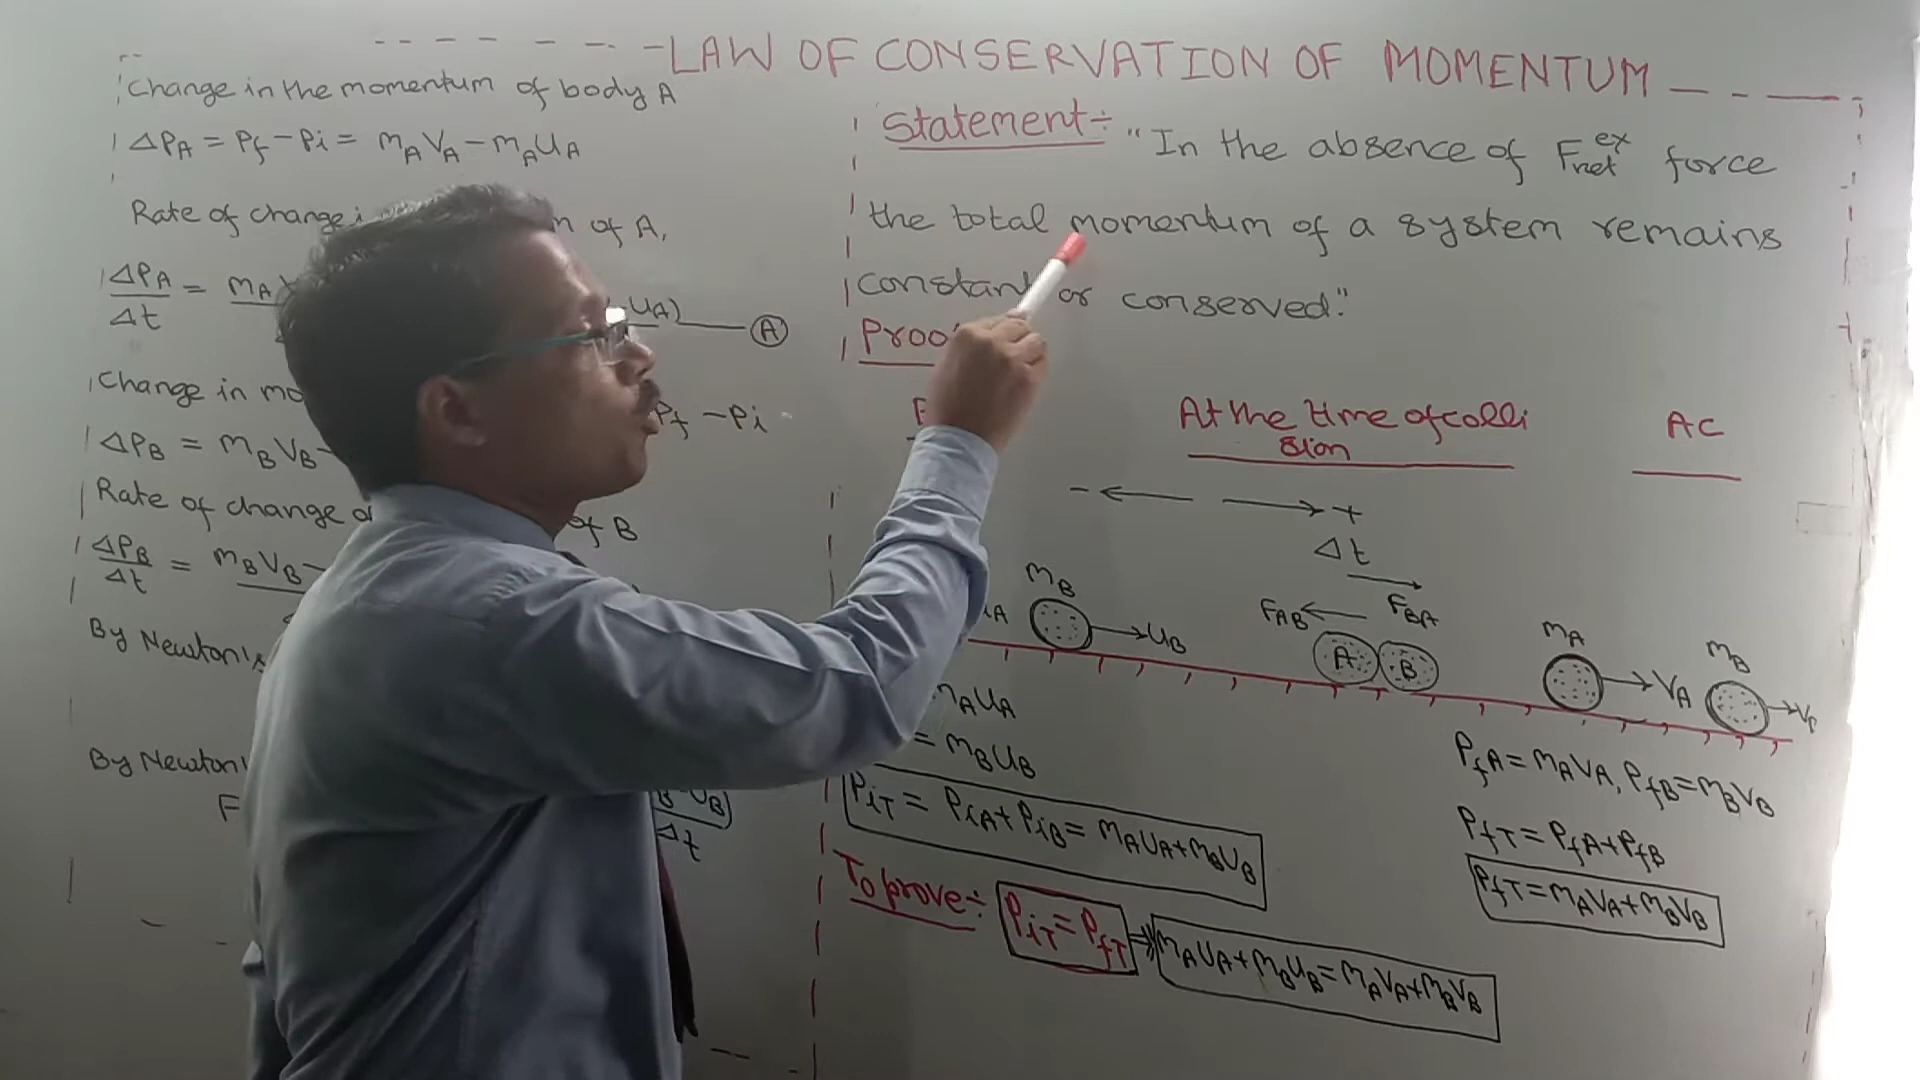 LAW OF CONSERVATION OF MOMENTUM
Change in the momentum of body A
ΔPA = Pf - Pi = mAVA - mAUA
Rate of change of A,
ΔPA/Δt = mA UA) Ⓐ
Change in Pf - Pi
ΔPB = mBVB -
Rate of change of B
ΔPB/Δt = mBVB -
By Newton's
By Newton'
F
UB
Δt
Statement÷ "In the absence of Fnet^ex force
the total momentum of a system remains
constant or conserved."
At the time of colli
sion
AC
- ← → +
Δt
mB
UA
UB
FAB
FBA
A
B
mA
VA
mB
mAUA
= mBUB
PiT = PiA + PiB = mAUA + mBUB
PfA = mAVA, PfB = mBVB
PfT = PfA + PfB
PfT = mAVA + mBVB
To prove÷ PiT = PfT ⇒ mAUA + mBUB = mAVA + mBVB